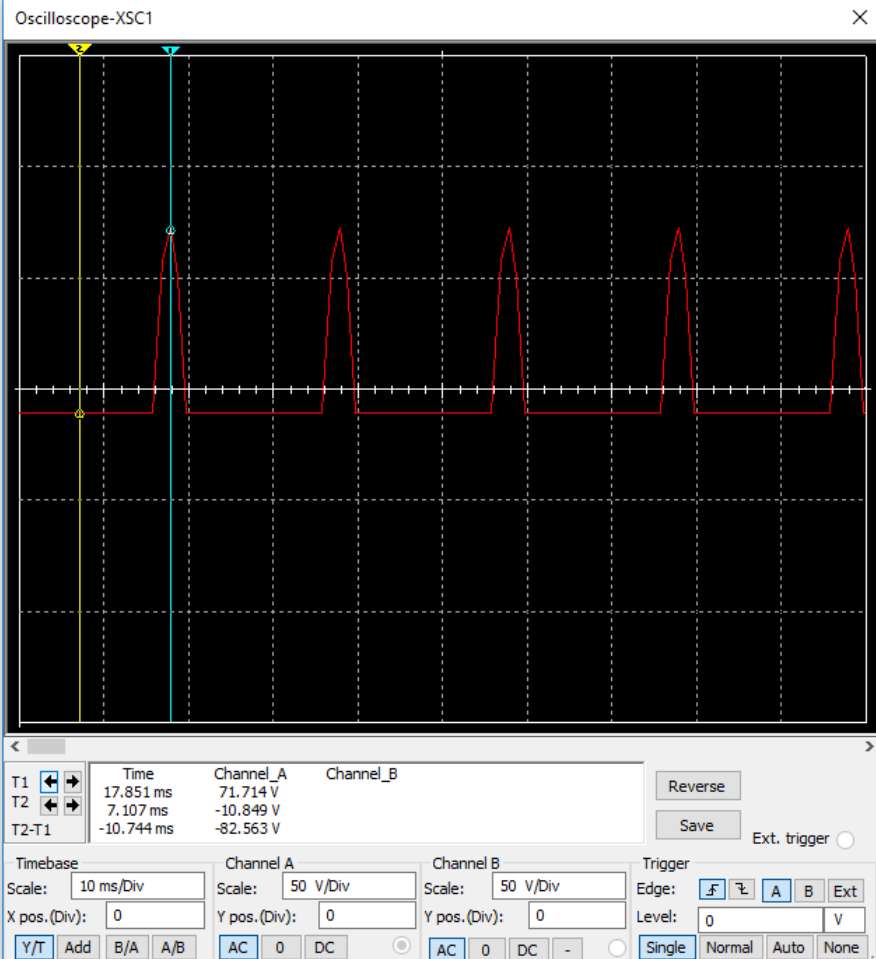 Oscilloscope-XSC1
2 1
T1
T2
T2-T1
Time Channel_A Channel_B
17.851 ms 71.714 V
7.107 ms -10.849 V
-10.744 ms -82.563 V
Reverse
Save
Ext. trigger
Timebase
Scale: 10 ms/Div
X pos.(Div): 0
Y/T Add B/A A/B
Channel A
Scale: 50 V/Div
Y pos.(Div): 0
AC 0 DC
Channel B
Scale: 50 V/Div
Y pos.(Div): 0
AC 0 DC -
Trigger
Edge: A B Ext
Level: 0 V
Single Normal Auto None